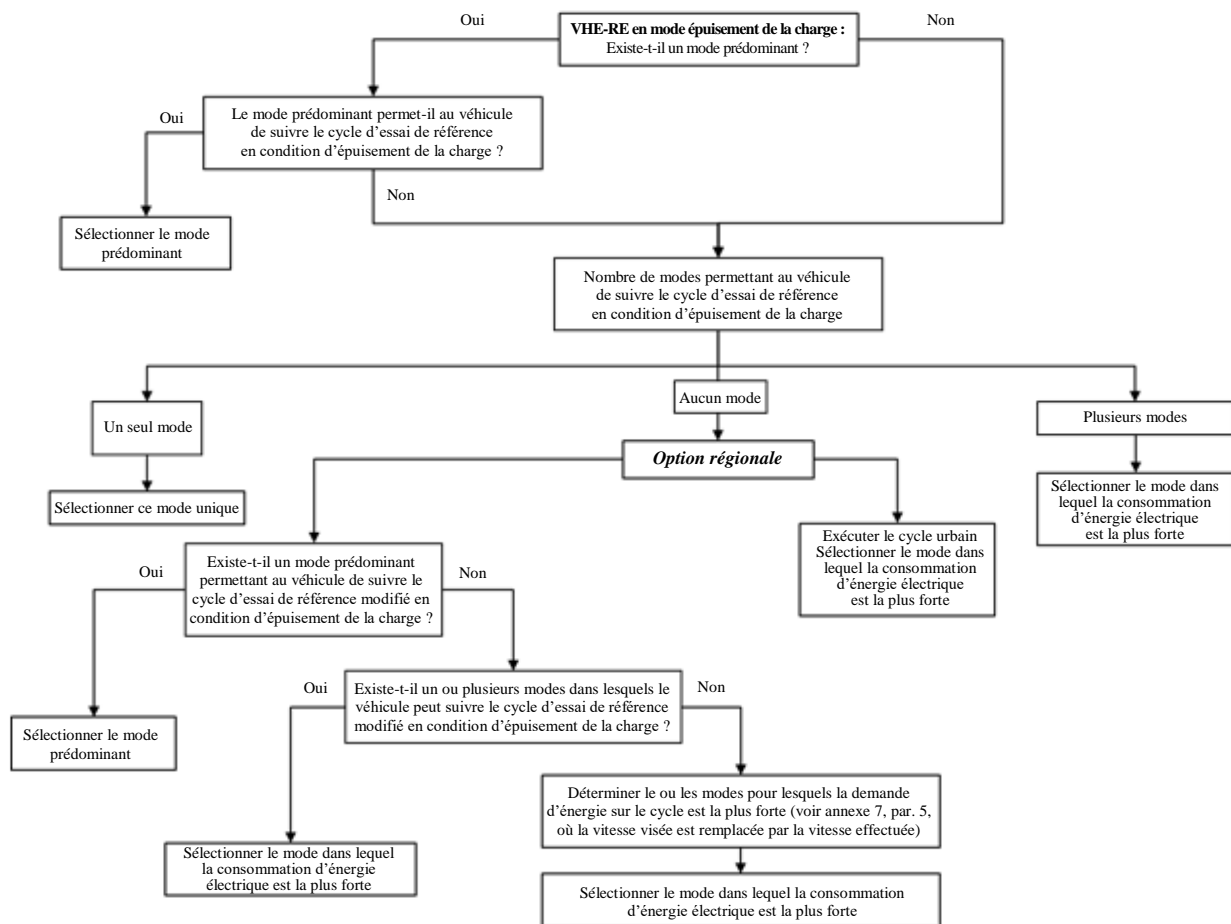 Oui
VHE-RE en mode épuisement de la charge :
Existe-t-il un mode prédominant ?
Non
Oui
Le mode prédominant permet-il au véhicule
de suivre le cycle d'essai de référence
en condition d'épuisement de la charge ?
Non
Sélectionner le mode
prédominant
Nombre de modes permettant au véhicule
de suivre le cycle d'essai de référence
en condition d'épuisement de la charge
Un seul mode
Aucun mode
Plusieurs modes
Sélectionner ce mode unique
Option régionale
Sélectionner le mode dans
lequel la consommation
d'énergie électrique
est la plus forte
Exécuter le cycle urbain
Sélectionner le mode dans
lequel la consommation
d'énergie électrique
est la plus forte
Oui
Existe-t-il un mode prédominant
permettant au véhicule de suivre le
cycle d'essai de référence modifié en
condition d'épuisement de la charge ?
Non
Sélectionner le mode
prédominant
Oui
Existe-t-il un ou plusieurs modes dans lesquels le
véhicule peut suivre le cycle d'essai de référence
modifié en condition d'épuisement de la charge ?
Non
Sélectionner le mode dans lequel
la consommation d'énergie
électrique est la plus forte
Déterminer le ou les modes pour lesquels la demande
d'énergie sur le cycle est la plus forte (voir annexe 7, par. 5,
où la vitesse visée est remplacée par la vitesse effectuée)
Sélectionner le mode dans lequel la consommation
d'énergie électrique est la plus forte